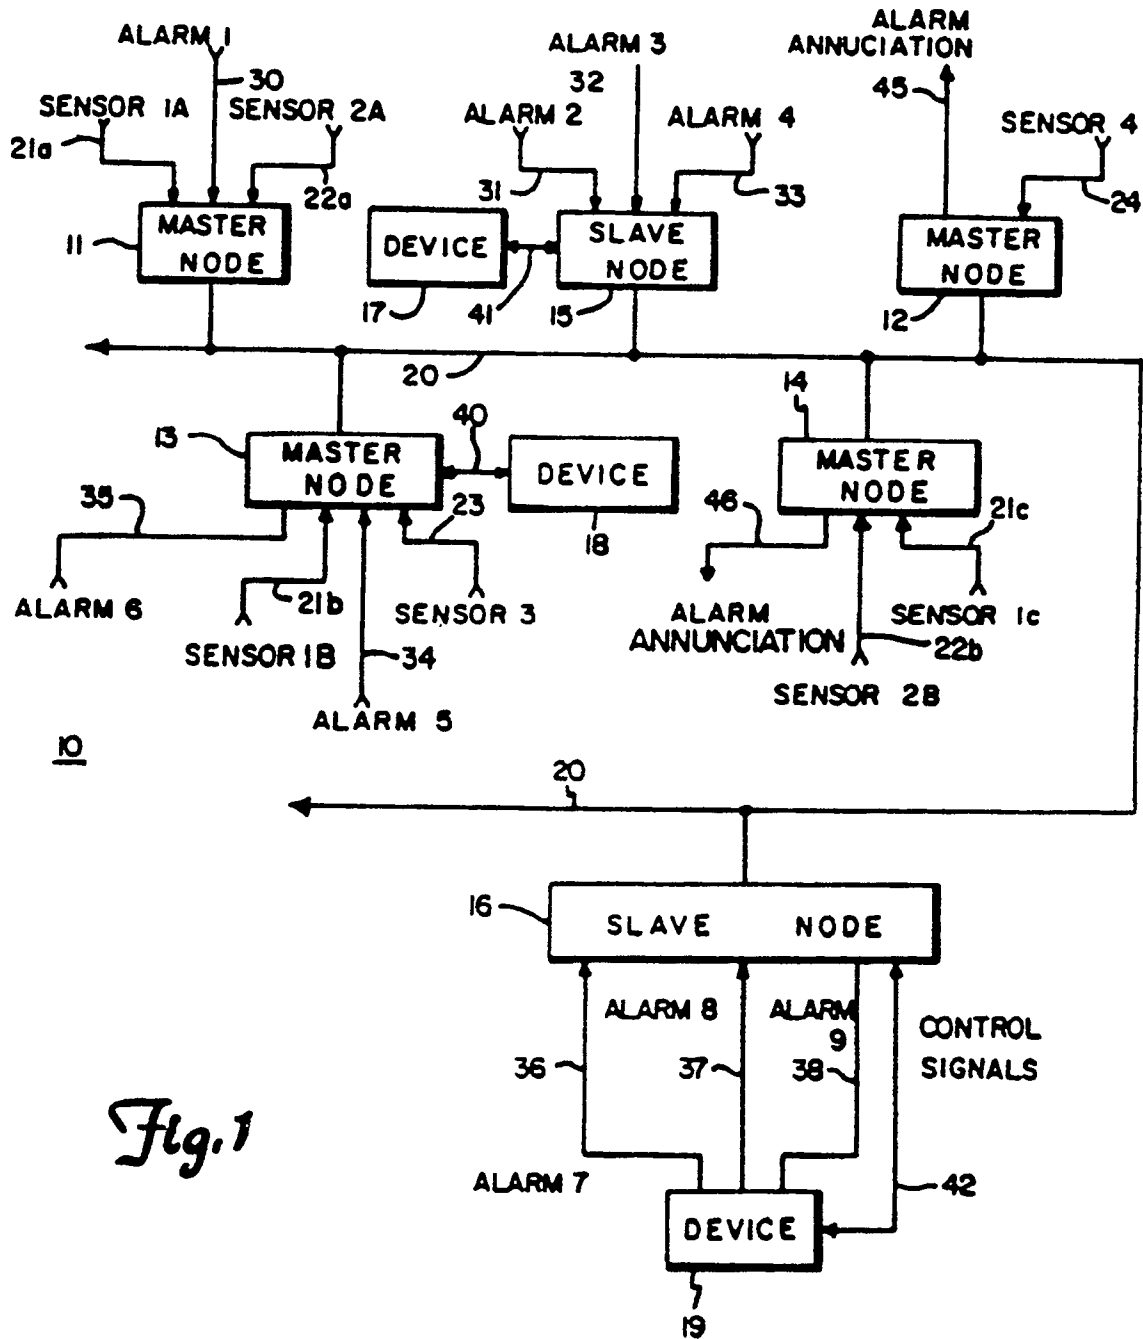 ALARM
ANNUCIATION
ALARM 1
ALARM 3
30
32
45
SENSOR 1A
SENSOR 2A
ALARM 2
ALARM 4
SENSOR 4
21a
22a
31
33
24
MASTER
NODE
11
DEVICE
17
41
SLAVE
NODE
15
MASTER
NODE
12
20
14
13
MASTER
NODE
40
DEVICE
18
MASTER
NODE
35
23
46
21c
ALARM 6
21b
SENSOR 3
ALARM
ANNUNCIATION
SENSOR 1c
22b
SENSOR 1B
34
SENSOR 2B
ALARM 5
10
20
16
SLAVE NODE
ALARM 8
ALARM
9
CONTROL
SIGNALS
36
37
38
Fig.1
ALARM 7
42
DEVICE
19